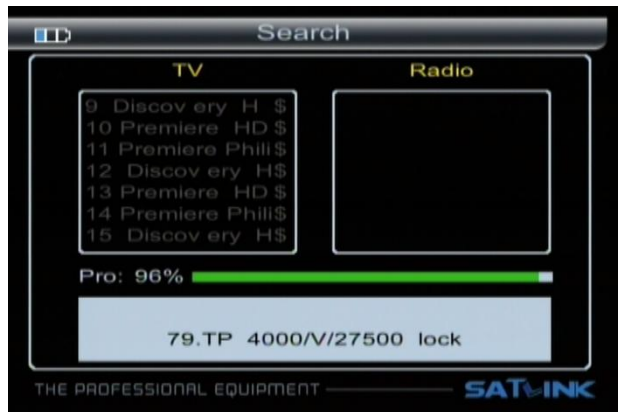 Search
TV
Radio
9 Discov ery H $
10 Premiere HD $
11 Premiere Phili$
12 Discov ery H$
13 Premiere HD $
14 Premiere Phili$
15 Discov ery H$
Pro: 96%
79.TP 4000/V/27500 lock
THE PROFESSIONAL EQUIPMENT
SATLINK